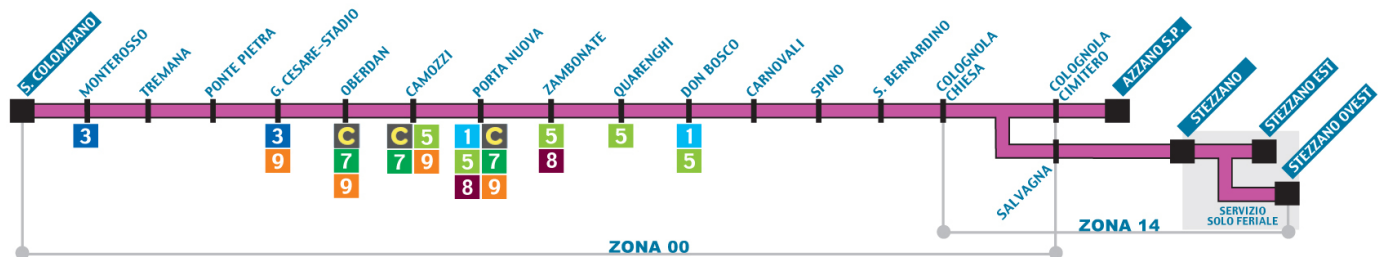 S. COLOMBANO
MONTEROSSO
TREMANA
PONTE PIETRA
G. CESARE-STADIO
OBERDAN
CAMOZZI
PORTA NUOVA
ZAMBONATE
QUARENGHI
DON BOSCO
CARNOVALI
SPINO
S. BERNARDINO
COLOGNOLA
CHIESA
COLOGNOLA
CIMITERO
AZZANO S.P.
STEZZANO
STEZZANO EST
STEZZANO OVEST
3
3
9
C
7
9
C 5
7 9
1 C
5 7
8 9
5
8
5
1
5
SALVAGNA
SERVIZIO
SOLO FERIALE
ZONA 14
ZONA 00